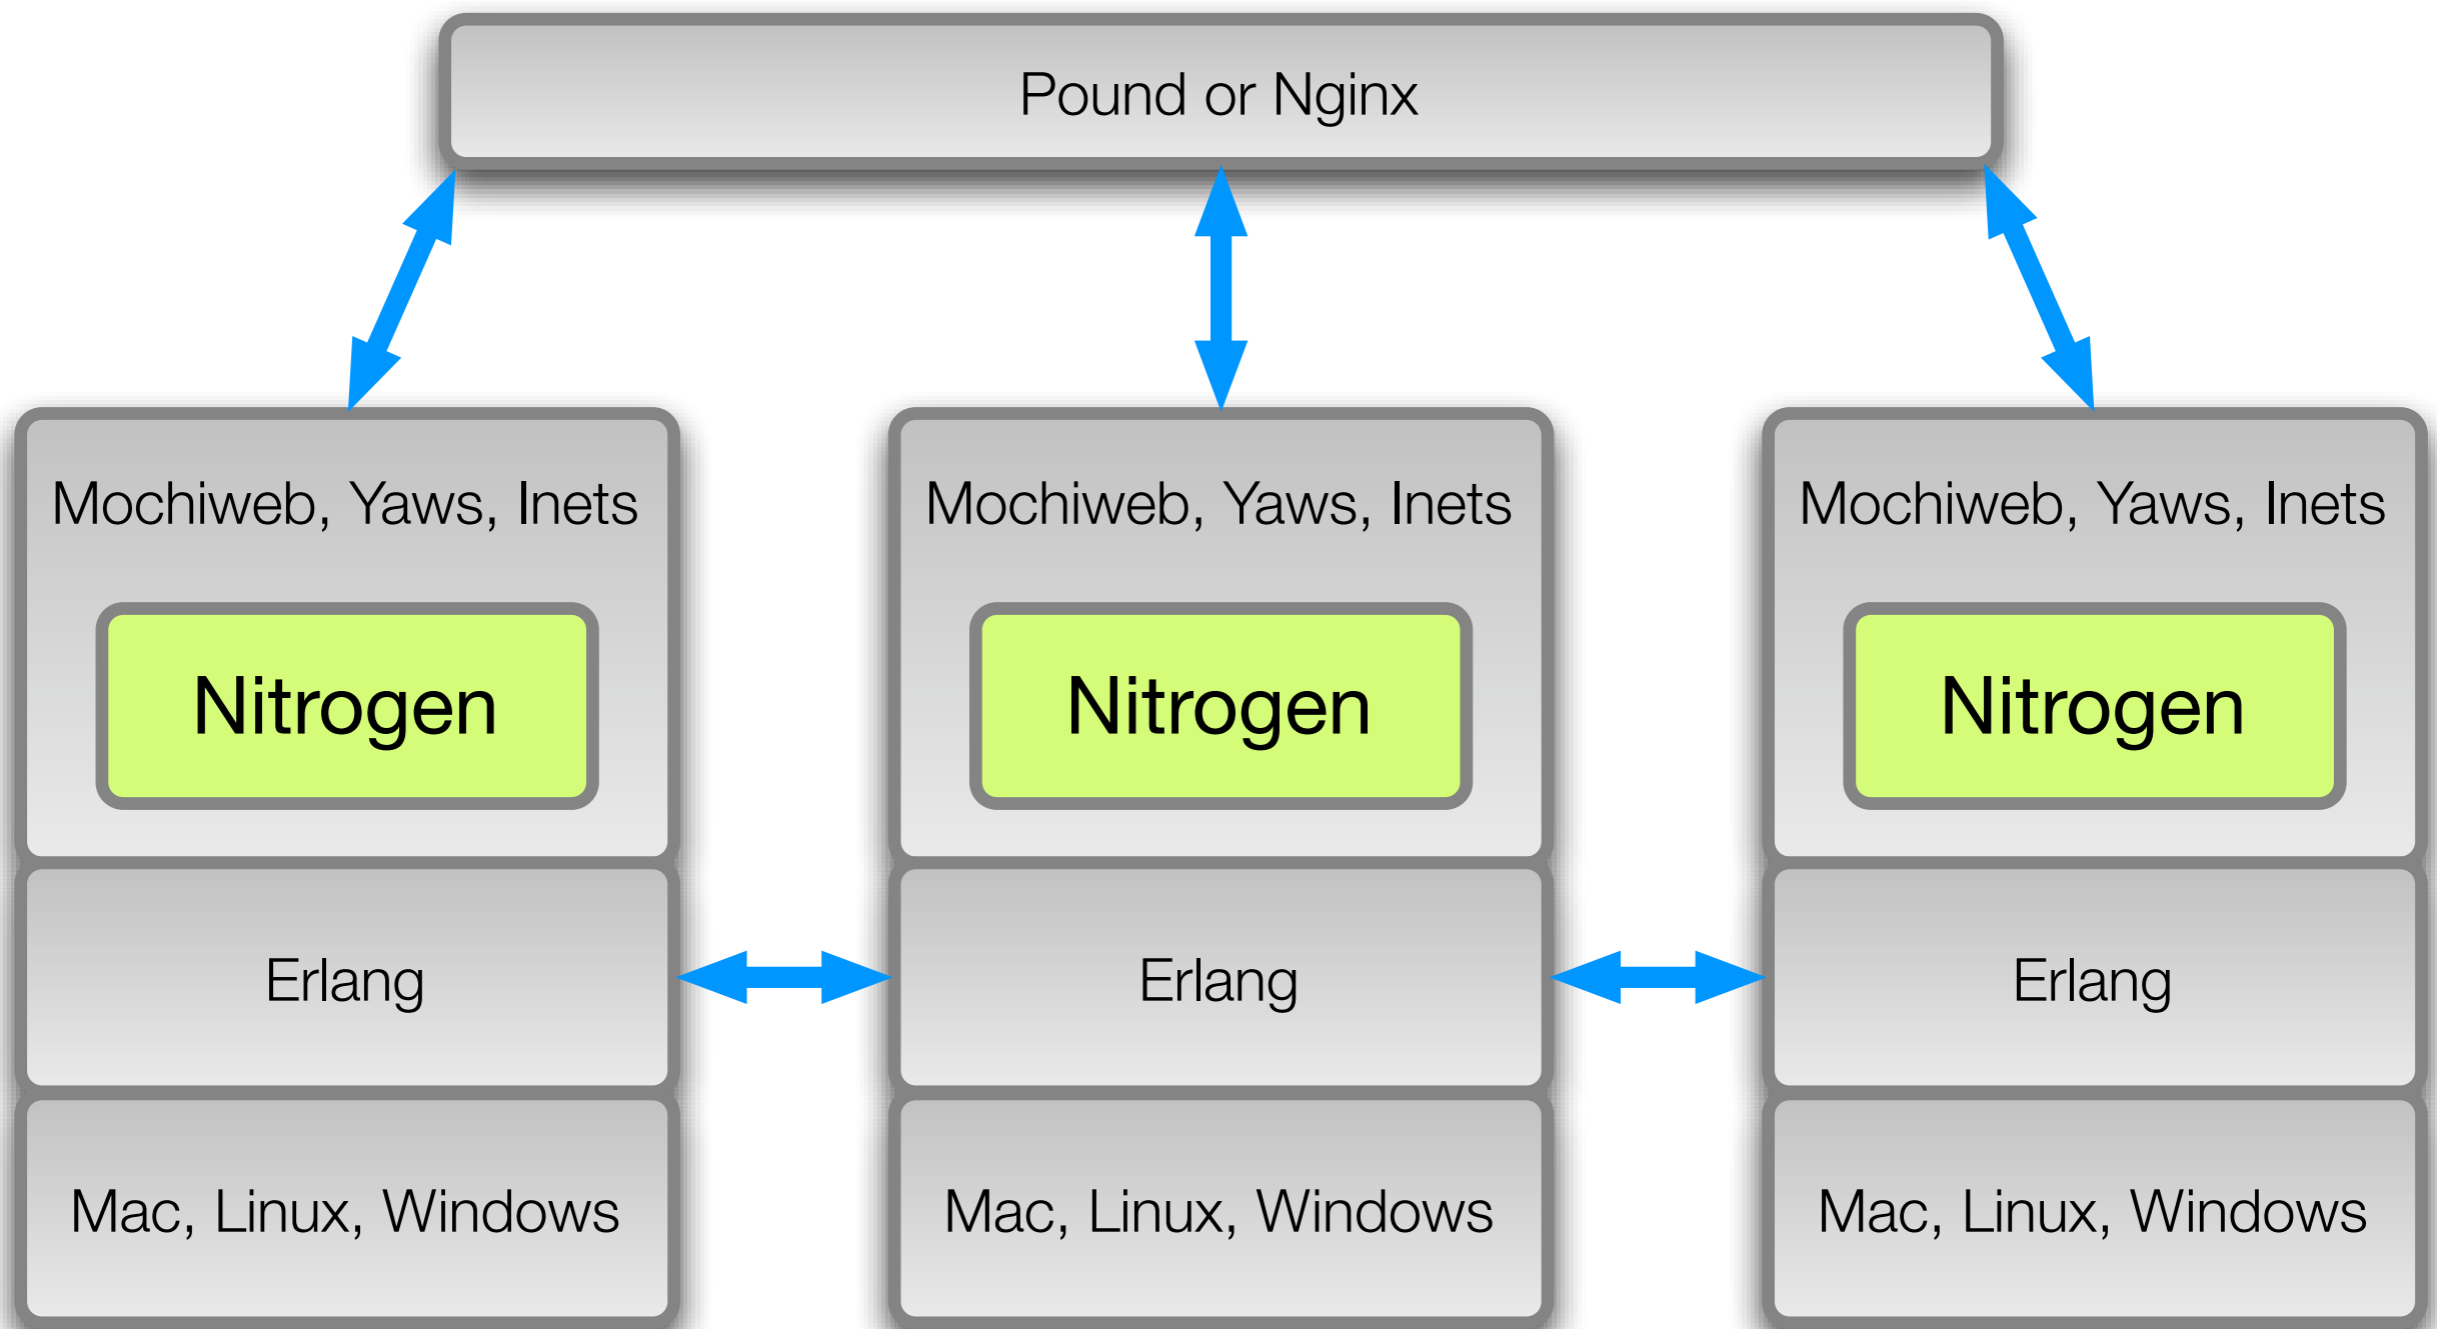 Pound or Nginx
Mochiweb, Yaws, Inets
Mochiweb, Yaws, Inets
Mochiweb, Yaws, Inets
Nitrogen
Nitrogen
Nitrogen
Erlang
Erlang
Erlang
Mac, Linux, Windows
Mac, Linux, Windows
Mac, Linux, Windows